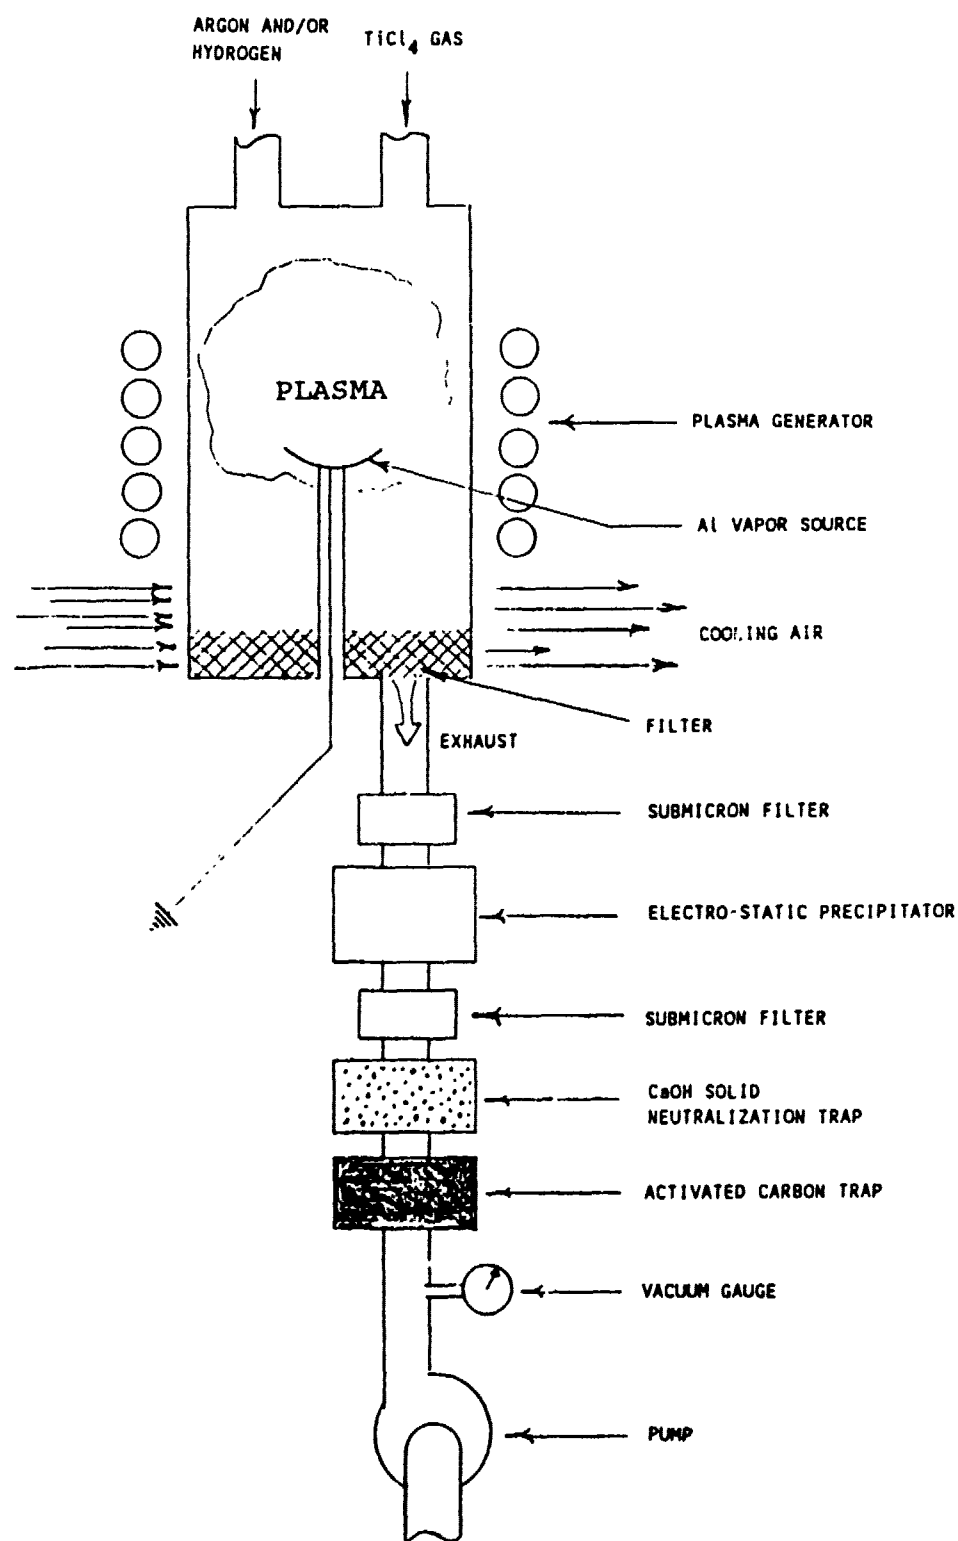 ARGON AND/OR
HYDROGEN
TiCl4 GAS
PLASMA
PLASMA GENERATOR
Al VAPOR SOURCE
COOLING AIR
FILTER
EXHAUST
SUBMICRON FILTER
ELECTRO-STATIC PRECIPITATOR
SUBMICRON FILTER
CaOH SOLID
NEUTRALIZATION TRAP
ACTIVATED CARBON TRAP
VACUUM GAUGE
PUMP